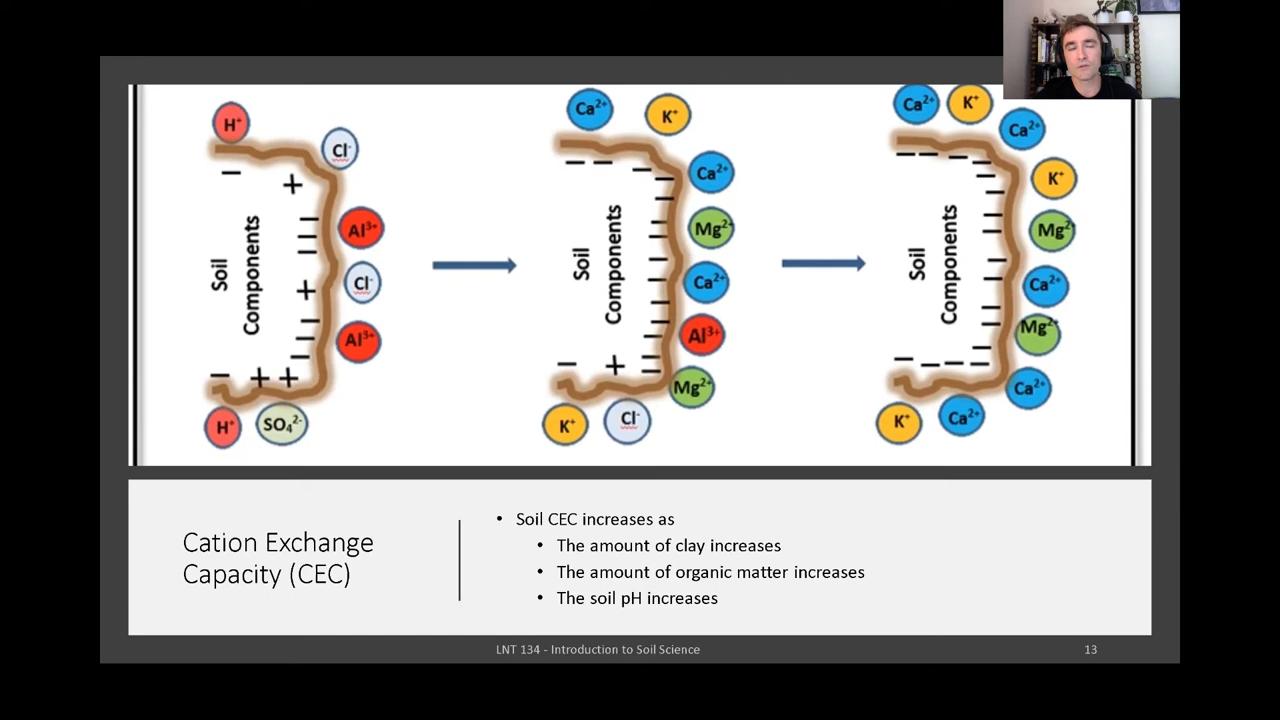 H⁺
Cl⁻
− +
Al³⁺
Cl⁻
+
Al³⁺
Soil
Components
− + +
H⁺
SO₄²⁻
Ca²⁺
K⁺
Ca²⁺
Mg²⁺
Ca²⁺
Al³⁺
Mg²⁺
Soil
Components
− +
K⁺
Cl⁻
Ca²⁺
K⁺
Ca²⁺
K⁺
Mg²
Ca²⁺
Mg²⁺
Ca²⁺
Soil
Components
K⁺
Ca²⁺
Cation Exchange
Capacity (CEC)
• Soil CEC increases as
• The amount of clay increases
• The amount of organic matter increases
• The soil pH increases
LNT 134 - Introduction to Soil Science
13